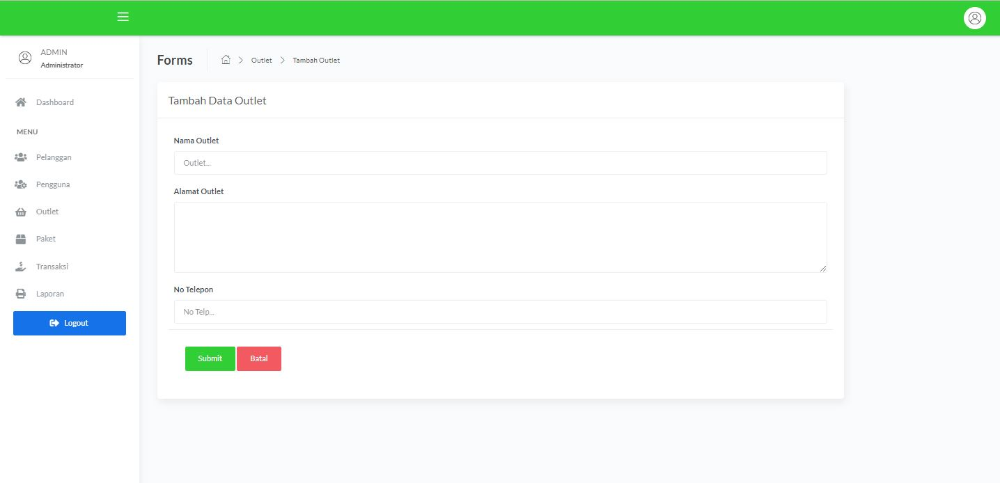 ADMIN
Administrator
Dashboard
MENU
Pelanggan
Pengguna
Outlet
Paket
Transaksi
Laporan
Logout
Forms
Outlet
Tambah Outlet
Tambah Data Outlet
Nama Outlet
Outlet...
Alamat Outlet
No Telepon
No Telp...
Submit
Batal